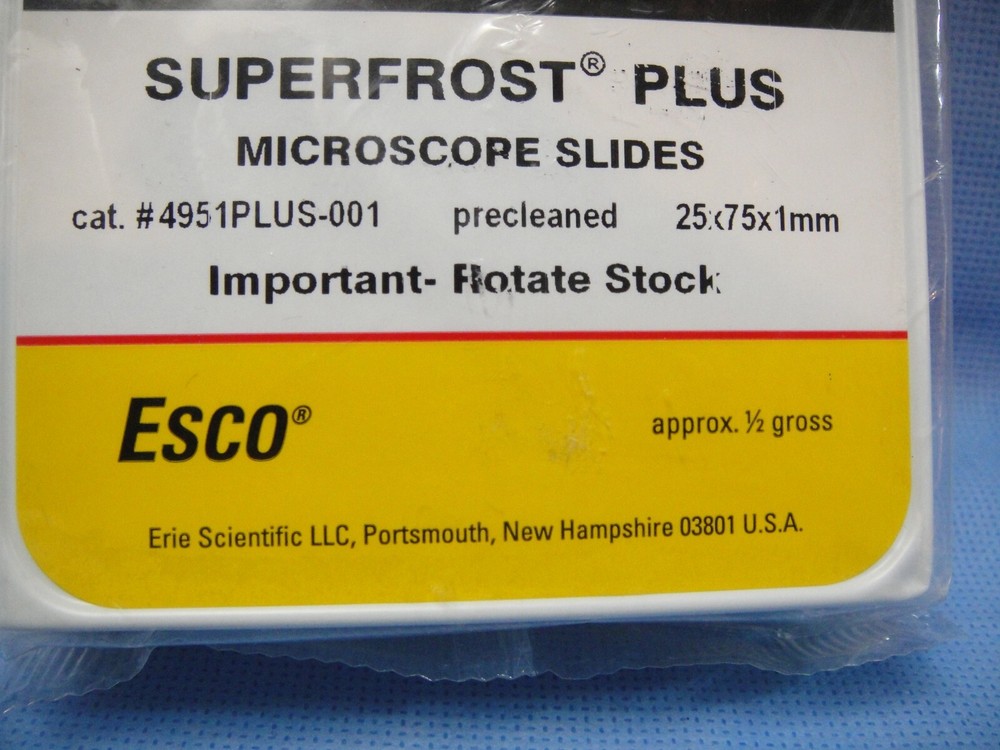 SUPERFROST® PLUS
MICROSCOPE SLIDES
cat. #4951PLUS-001 precleaned 25x75x1mm
Important- Rotate Stock
Esco® approx. ½ gross
Erie Scientific LLC, Portsmouth, New Hampshire 03801 U.S.A.